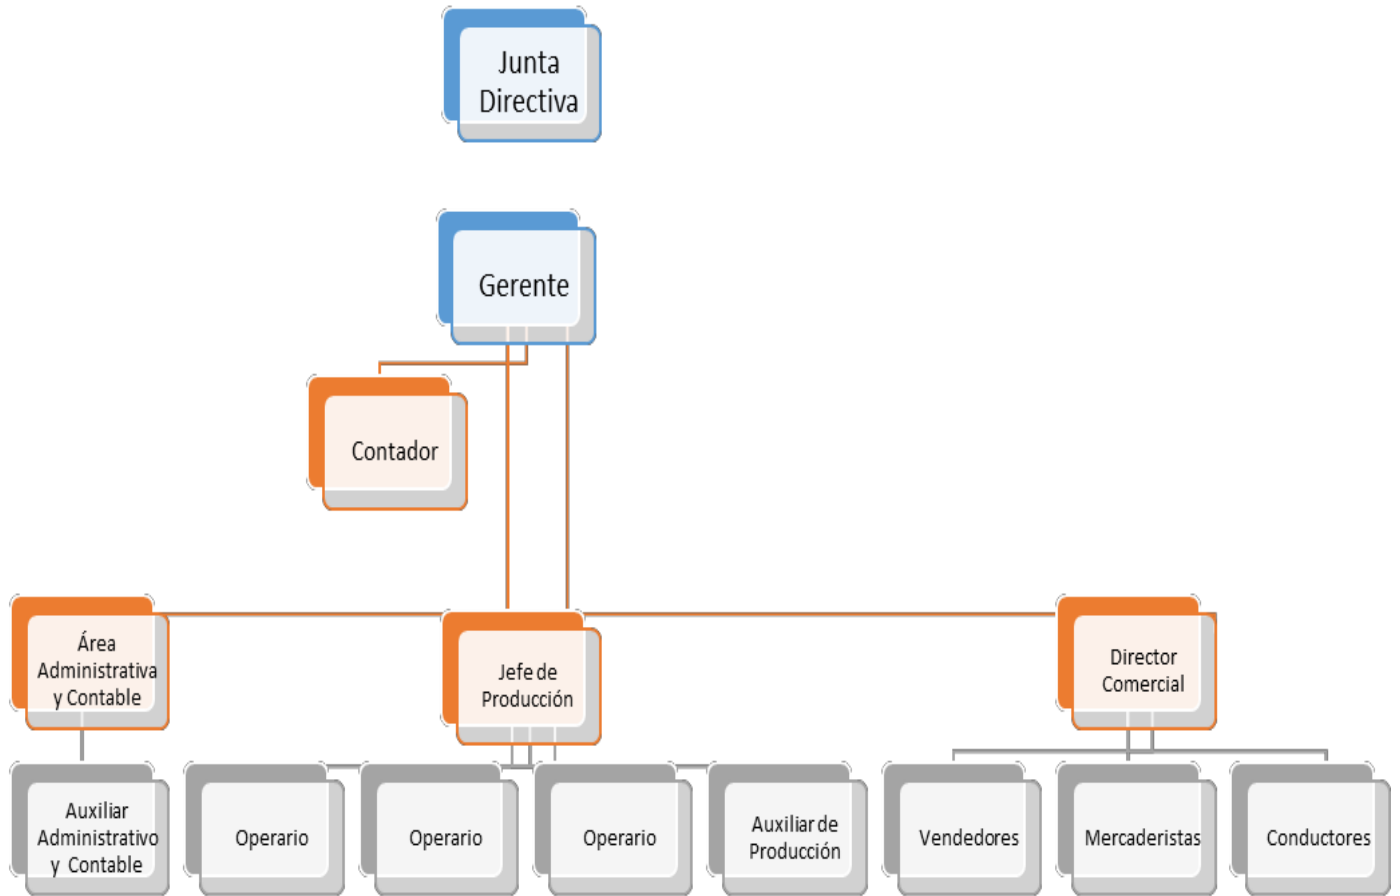 Junta
Directiva
Gerente
Contador
Área
Administrativa
y Contable
Jefe de
Producción
Director
Comercial
Auxiliar
Administrativo
y Contable
Operario
Operario
Operario
Auxiliar de
Producción
Vendedores
Mercaderistas
Conductores